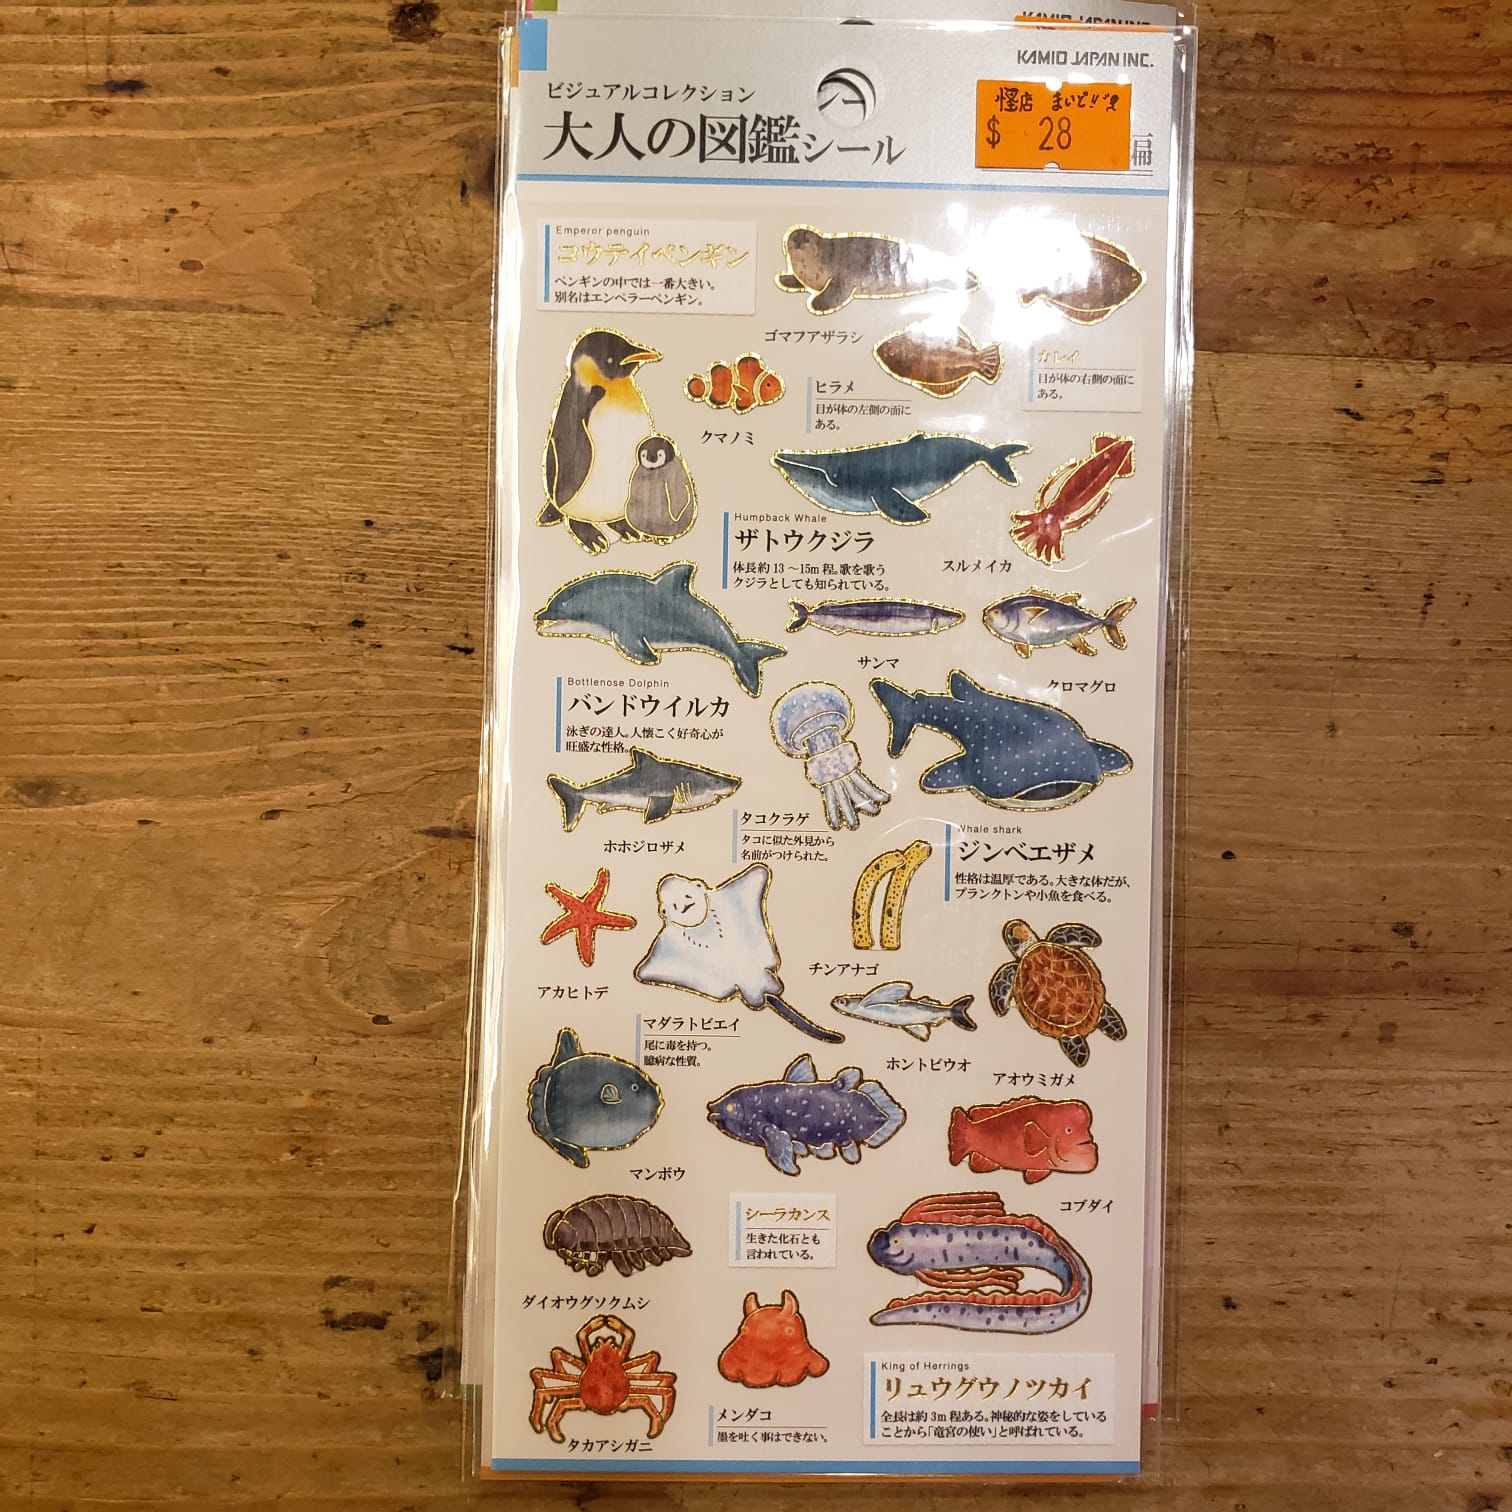 KAMIO JAPAN INC.
ビジュアルコレクション
大人の図鑑シール
怪店 まいどり屋
$ 28
編
Emperor penguin
コウテイペンギン
ペンギンの中では一番大きい。
別名はエンペラーペンギン。
ゴマフアザラシ
カレイ
目が体の右側の面に
ある。
ヒラメ
目が体の左側の面に
ある。
クマノミ
Humpback Whale
ザトウクジラ
体長約13〜15m程。歌を歌う
クジラとしても知られている。
スルメイカ
サンマ
クロマグロ
Bottlenose Dolphin
バンドウイルカ
泳ぎの達人。人懐こく好奇心が
旺盛な性格。
タコクラゲ
タコに似た外見から
名前がつけられた。
ホホジロザメ
Whale shark
ジンベエザメ
性格は温厚である。大きな体だが、
プランクトンや小魚を食べる。
チンアナゴ
アカヒトデ
マダラトビエイ
尾に毒を持つ。
臆病な性質。
ホントビウオ
アオウミガメ
マンボウ
コブダイ
シーラカンス
生きた化石とも
言われている。
ダイオウグソクムシ
King of Herrings
リュウグウノツカイ
全長は約3m程ある。神秘的な姿をしている
ことから「竜宮の使い」と呼ばれている。
メンダコ
墨を吐く事はできない。
タカアシガニ